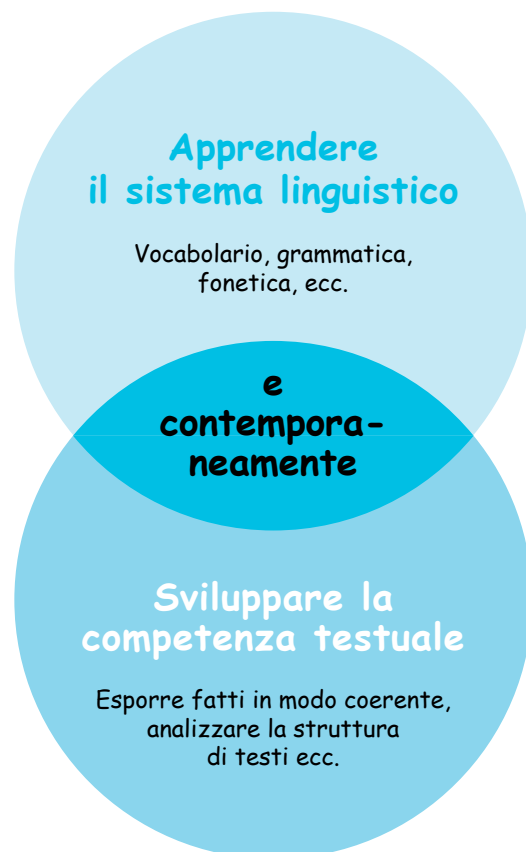 Apprendere
il sistema linguistico
Vocabolario, grammatica,
fonetica, ecc.
e
contempora-
neamente
Sviluppare la
competenza testuale
Esporre fatti in modo coerente,
analizzare la struttura
di testi ecc.